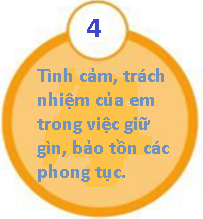 4
Tình cảm, trách
nhiệm của em
trong việc giữ
gìn, bảo tồn các
phong tục.